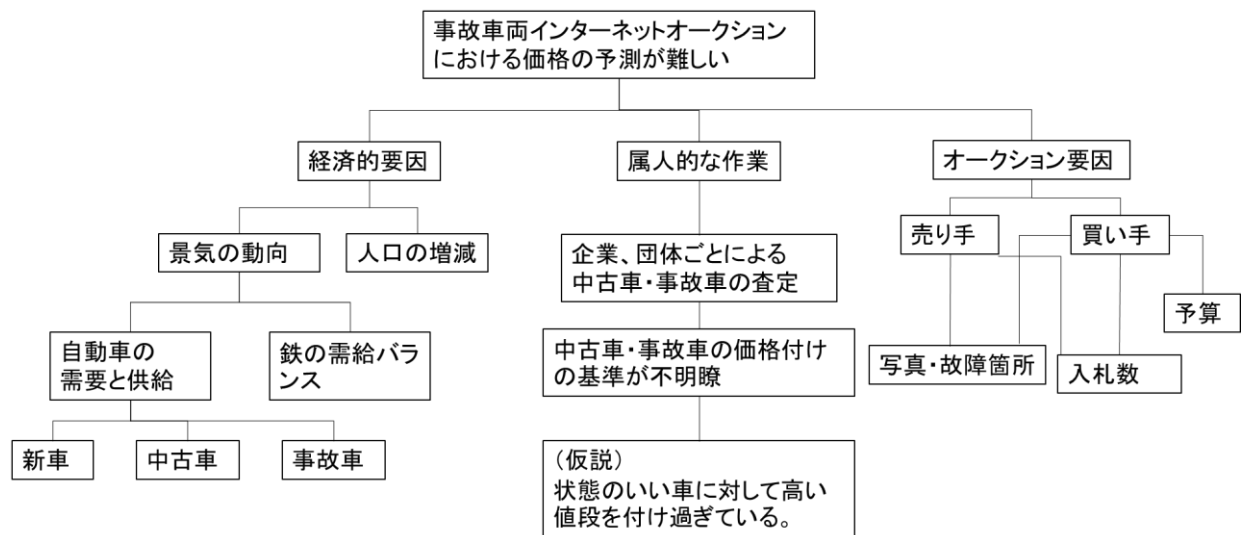 事故車両インターネットオークション
における価格の予測が難しい
経済的要因
属人的な作業
オークション要因
景気の動向
人口の増減
企業、団体ごとによる
中古車・事故車の査定
売り手
買い手
予算
自動車の
需要と供給
鉄の需給バラ
ンス
中古車・事故車の価格付け
の基準が不明瞭
写真・故障箇所
入札数
新車
中古車
事故車
（仮説）
状態のいい車に対して高い
値段を付け過ぎている。